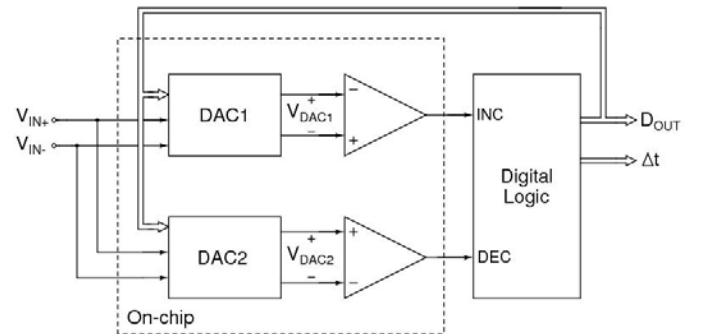 V_IN+
V_IN-
DAC1
+
V_DAC1
−
−
+
INC
Digital
Logic
D_OUT
Δt
DAC2
+
V_DAC2
−
+
−
DEC
On-chip